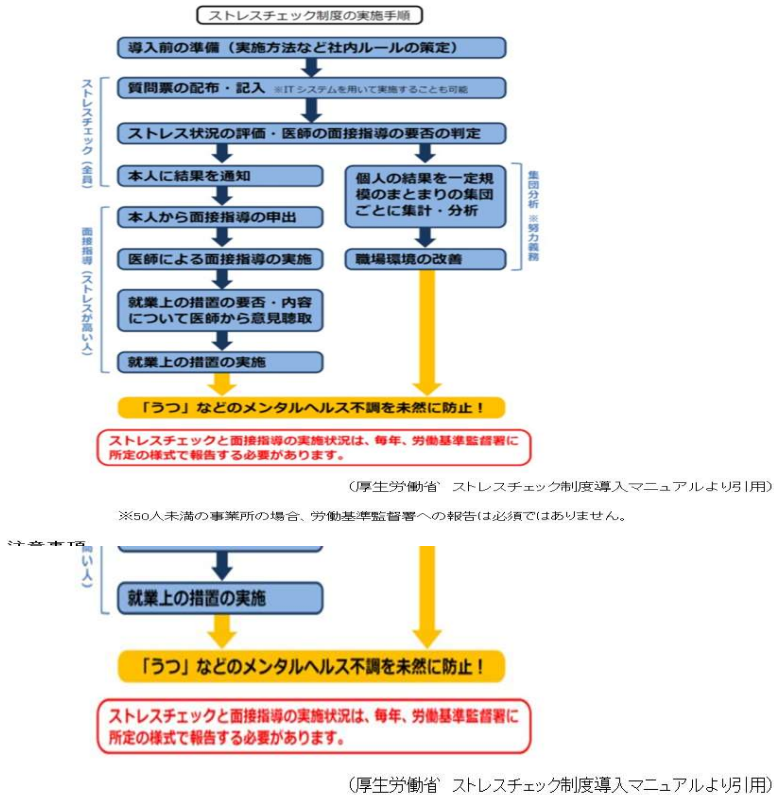 ストレスチェック制度の実施手順
導入前の準備（実施方法など社内ルールの策定）
ストレスチェック（全員）
質問票の配布・記入 ※ITシステムを用いて実施することも可能
ストレス状況の評価・医師の面接指導の要否の判定
本人に結果を通知
面接指導（ストレスが高い人）
本人から面接指導の申出
医師による面接指導の実施
就業上の措置の要否・内容
について医師から意見聴取
就業上の措置の実施
個人の結果を一定規
模のまとまりの集団
ごとに集計・分析
職場環境の改善
集団分析 ※努力義務
「うつ」などのメンタルヘルス不調を未然に防止！
ストレスチェックと面接指導の実施状況は、毎年、労働基準監督署に
所定の様式で報告する必要があります。
（厚生労働省 ストレスチェック制度導入マニュアルより引用）
※50人未満の事業所の場合、労働基準監督署への報告は必須ではありません。
高い人）
就業上の措置の実施
「うつ」などのメンタルヘルス不調を未然に防止！
ストレスチェックと面接指導の実施状況は、毎年、労働基準監督署に
所定の様式で報告する必要があります。
（厚生労働省 ストレスチェック制度導入マニュアルより引用）